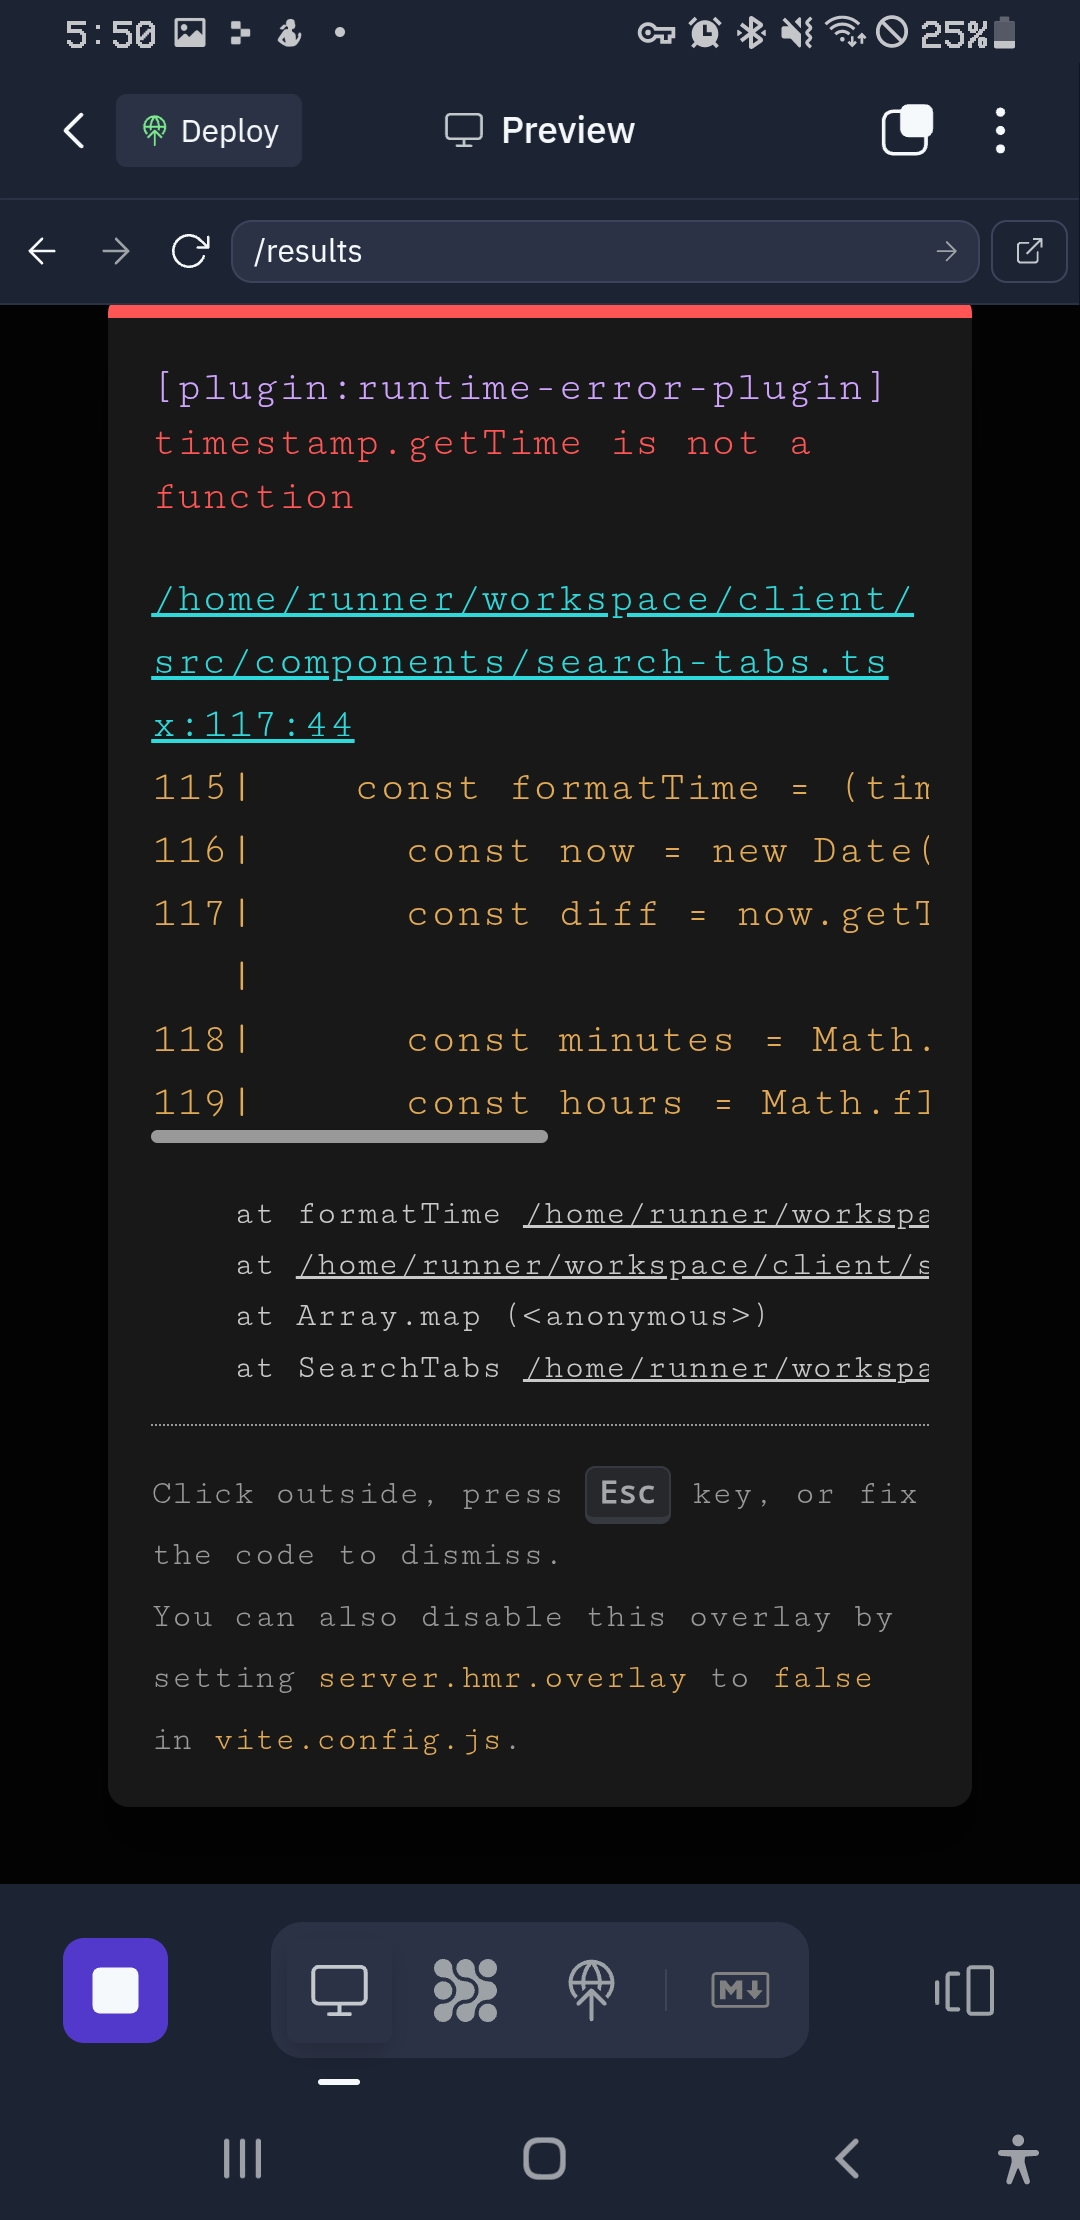 5:50
25%
Deploy
Preview
/results
[plugin:runtime-error-plugin]
timestamp.getTime is not a
function
/home/runner/workspace/client/
src/components/search-tabs.ts
x:117:44
115|    const formatTime = (tim
116|      const now = new Date(
117|      const diff = now.getT
|
118|      const minutes = Math.
119|      const hours = Math.fl
at formatTime /home/runner/workspa
at /home/runner/workspace/client/s
at Array.map (<anonymous>)
at SearchTabs /home/runner/workspa
Click outside, press Esc key, or fix
the code to dismiss.
You can also disable this overlay by
setting server.hmr.overlay to false
in vite.config.js.
M